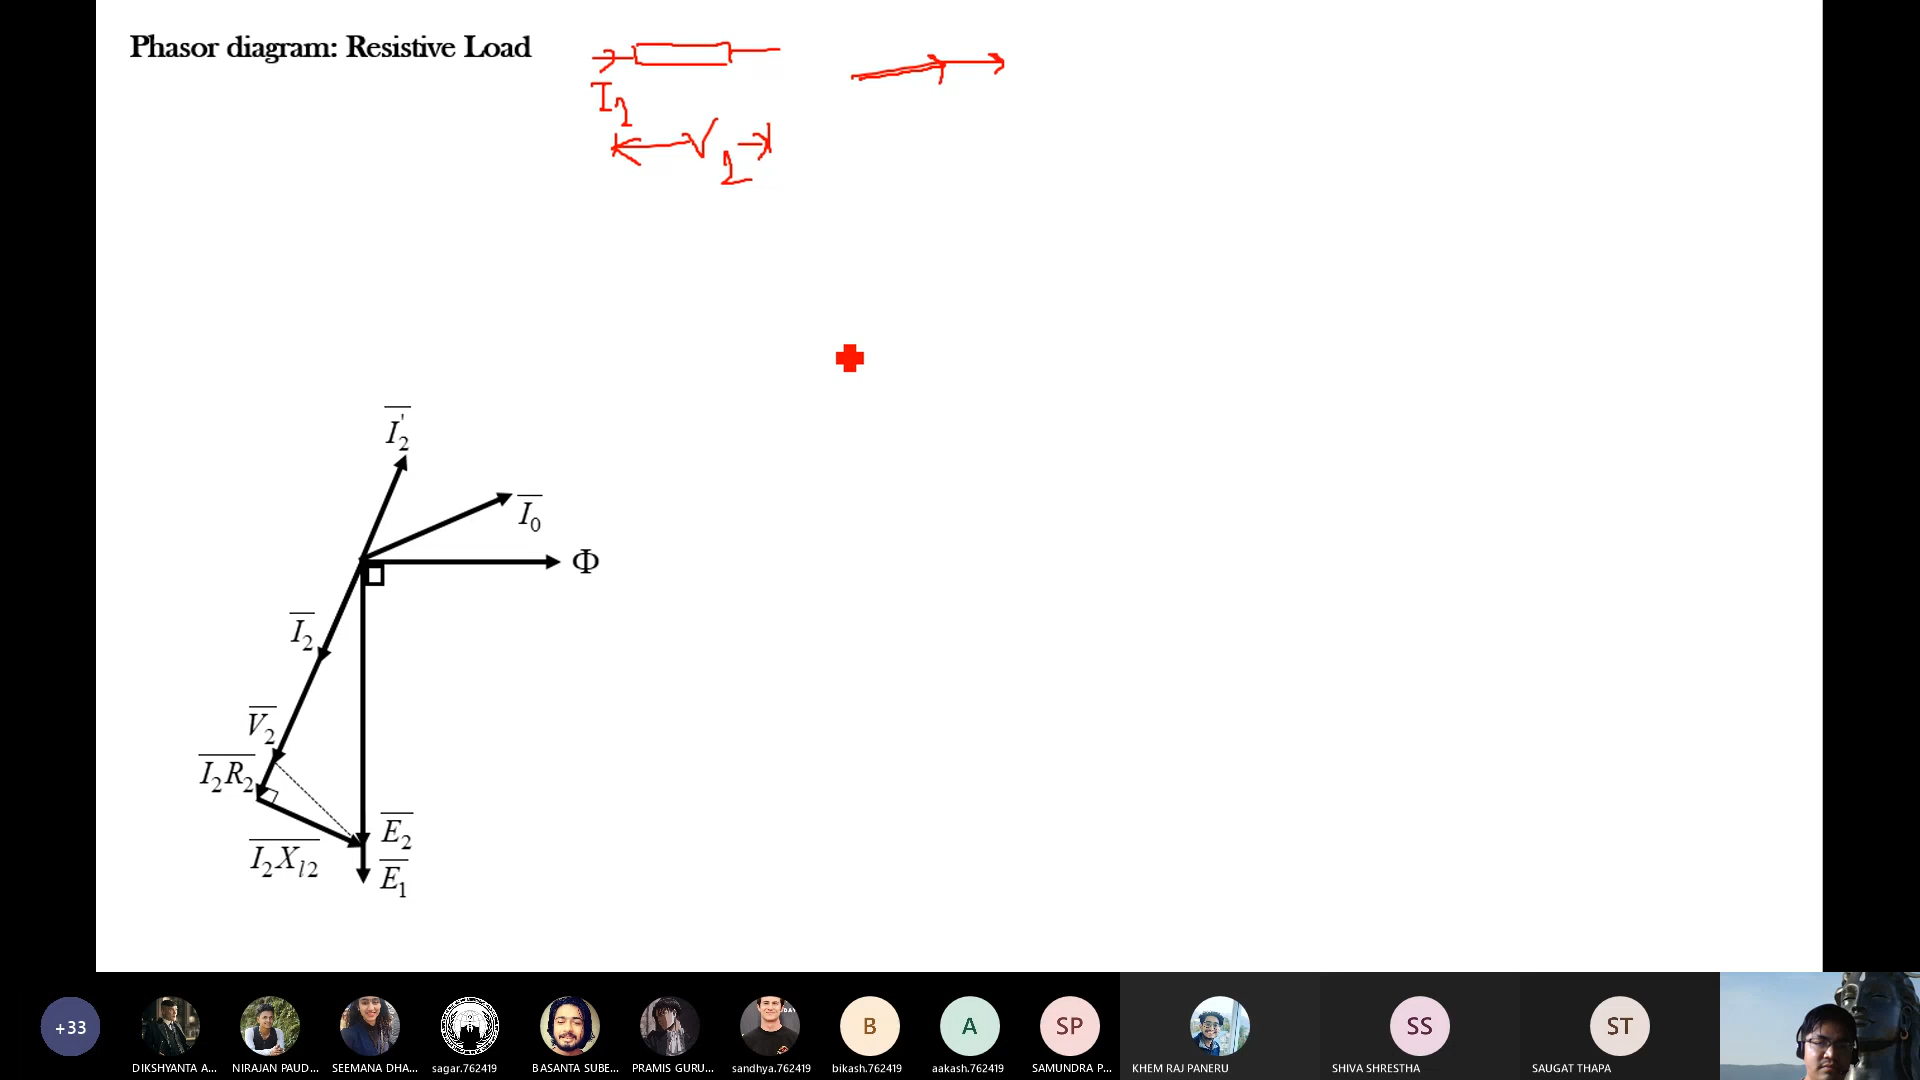 Phasor diagram: Resistive Load
I2
V2
I2'
I0
Φ
I2
V2
I2R2
E2
I2Xl2
E1
+33
B
A
SP
SS
ST
DIKSHYANTA A...
NIRAJAN PAUD...
SEEMANA DHA...
sagar.762419
BASANTA SUBE...
PRAMIS GURU...
sandhya.762419
bikash.762419
aakash.762419
SAMUNDRA P...
KHEM RAJ PANERU
SHIVA SHRESTHA
SAUGAT THAPA